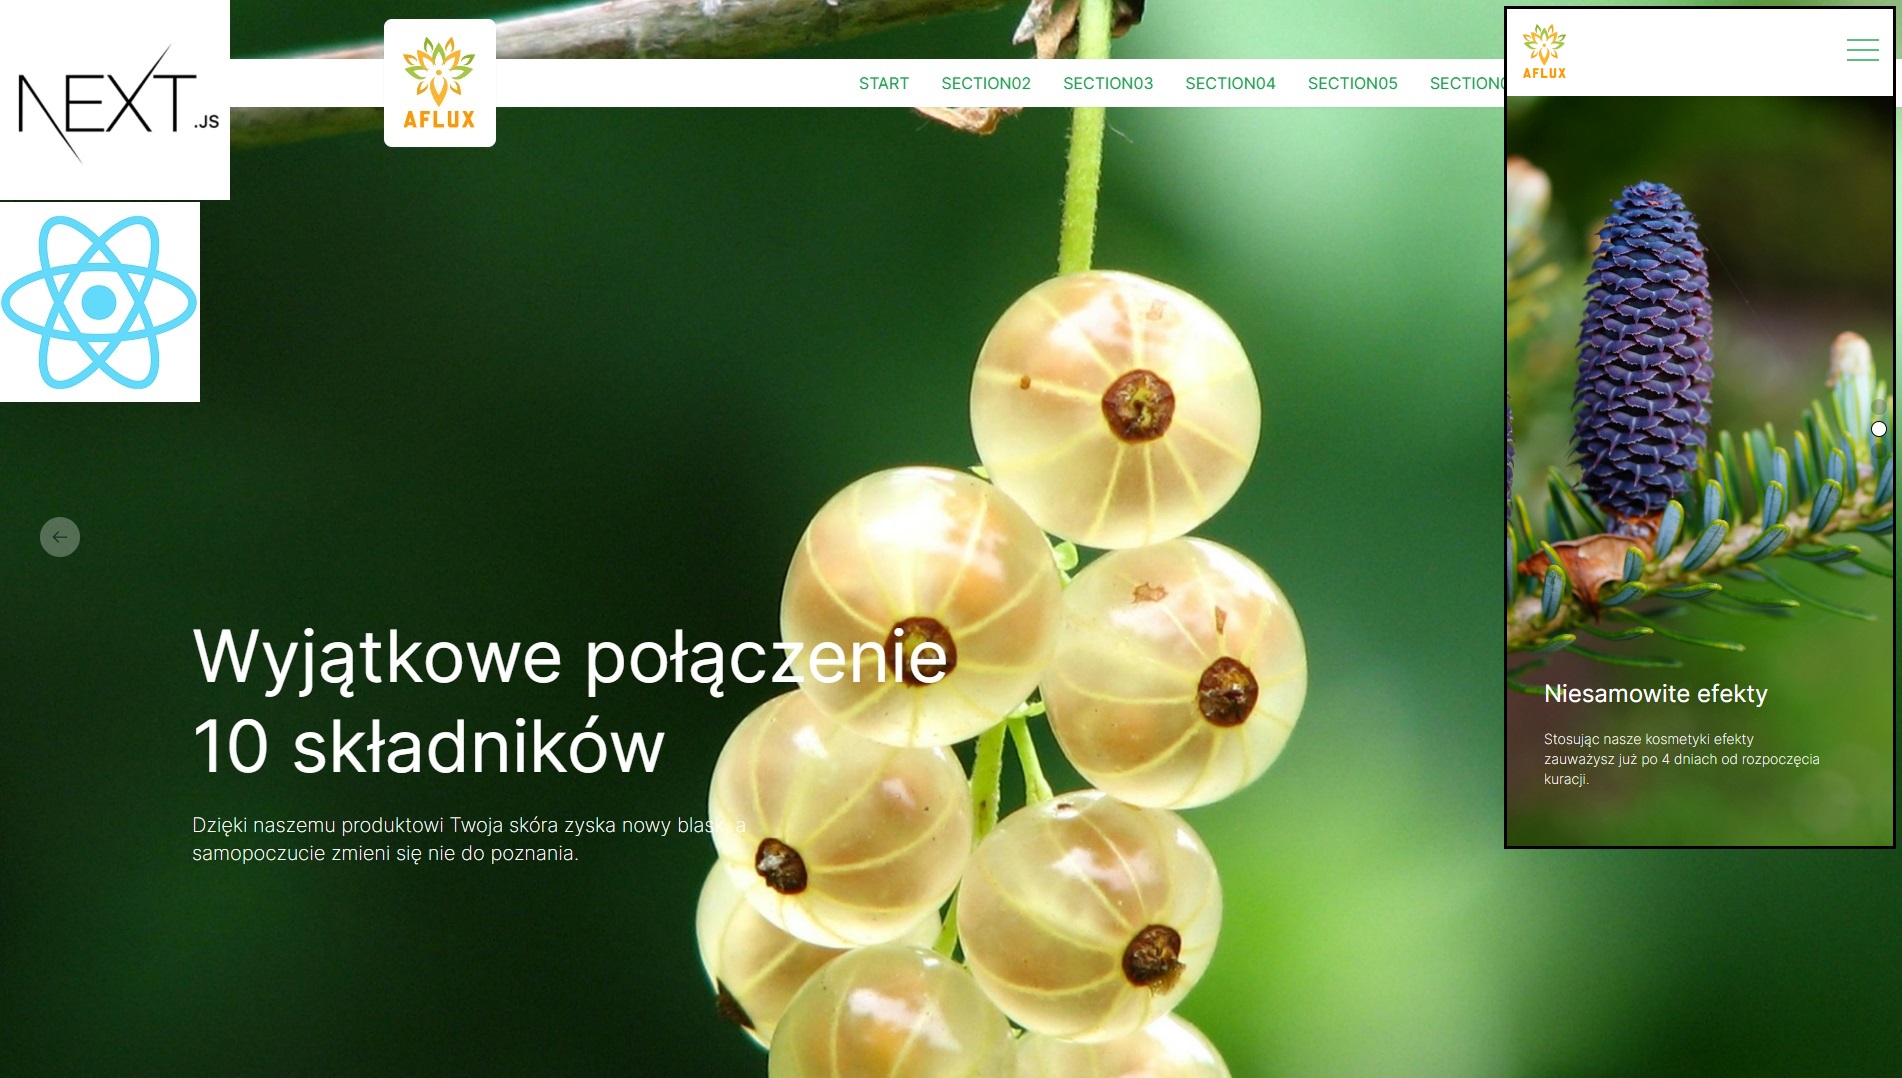 NEXT.JS
AFLUX
START SECTION02 SECTION03 SECTION04 SECTION05
Wyjątkowe połączenie
10 składników
Dzięki naszemu produktowi Twoja skóra zyska nowy blask, a
samopoczucie zmieni się nie do poznania.
AFLUX
Niesamowite efekty
Stosując nasze kosmetyki efekty
zauważysz już po 4 dniach od rozpoczęcia
kuracji.